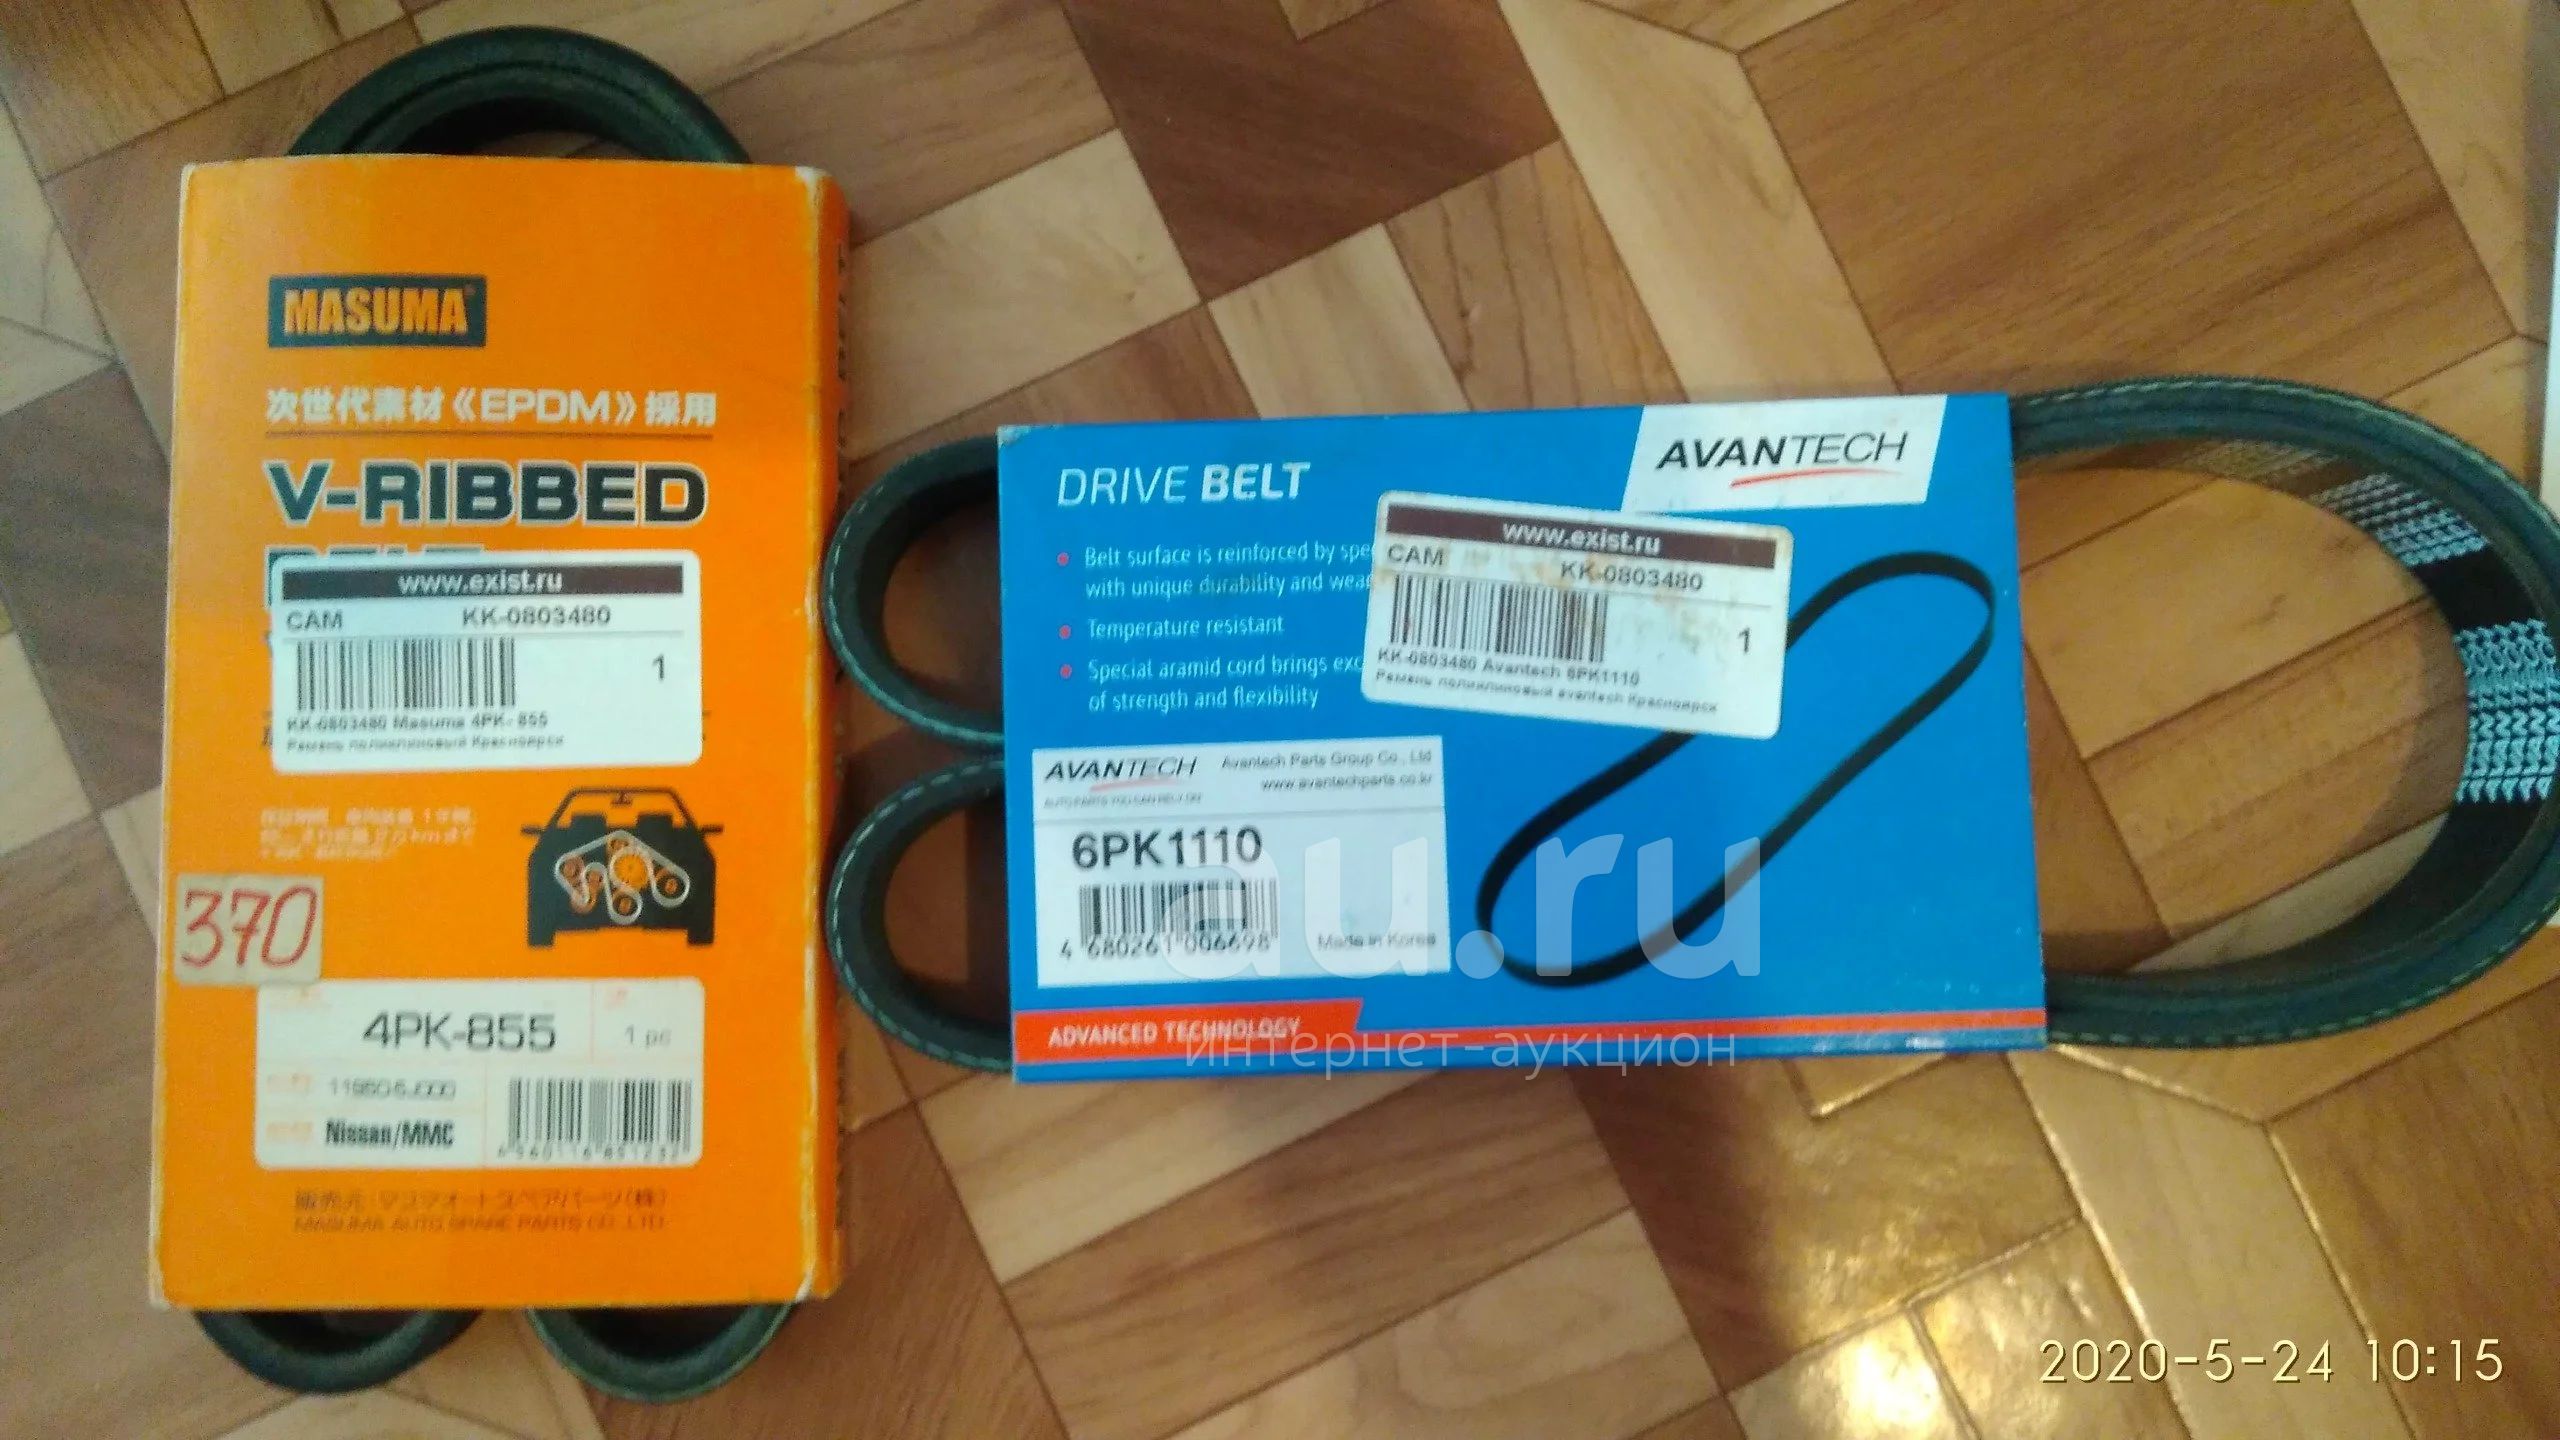 MASUMA
次世代素材《EPDM》採用
V-RIBBED
www.exist.ru
САМ KK-0803480
1
KK-0803480 Masuma 4PK-855
Ремень поликлиновый Красноярск
370
4PK-855
1 pc
Nissan/MMC
MASUMA AUTO SPARE PARTS CO.,LTD.
DRIVE BELT
AVANTECH
Belt surface is reinforced by spe
with unique durability and wea
Temperature resistant
Special aramid cord brings exc
of strength and flexibility
www.exist.ru
САМ KK-0803480
1
KK-0803480 Avantech 6PK1110
Ремень поликлиновый avantech Красноярск
AVANTECH
Avantech Parts Group Co., Ltd
www.avantechparts.co.kr
6PK1110
4 680261 006698
Made in Korea
ADVANCED TECHNOLOGY
au.ru
интернет-аукцион
2020-5-24 10:15